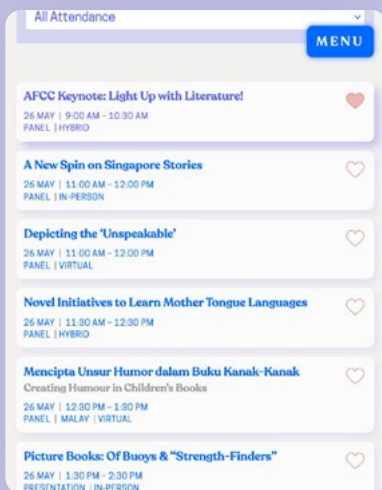 All Attendance
MENU
AFCC Keynote: Light Up with Literature!
26 MAY | 9:00 AM - 10:30 AM
PANEL | HYBRID
A New Spin on Singapore Stories
26 MAY | 11:00 AM - 12:00 PM
PANEL | IN-PERSON
Depicting the ‘Unspeakable’
26 MAY | 11:00 AM - 12:00 PM
PANEL | VIRTUAL
Novel Initiatives to Learn Mother Tongue Languages
26 MAY | 11:30 AM - 12:30 PM
PANEL | HYBRID
Mencipta Unsur Humor dalam Buku Kanak-Kanak
Creating Humour in Children's Books
26 MAY | 12:30 PM - 1:30 PM
PANEL | MALAY | VIRTUAL
Picture Books: Of Buoys & “Strength-Finders”
26 MAY | 1:30 PM - 2:30 PM
PRESENTATION | IN-PERSON